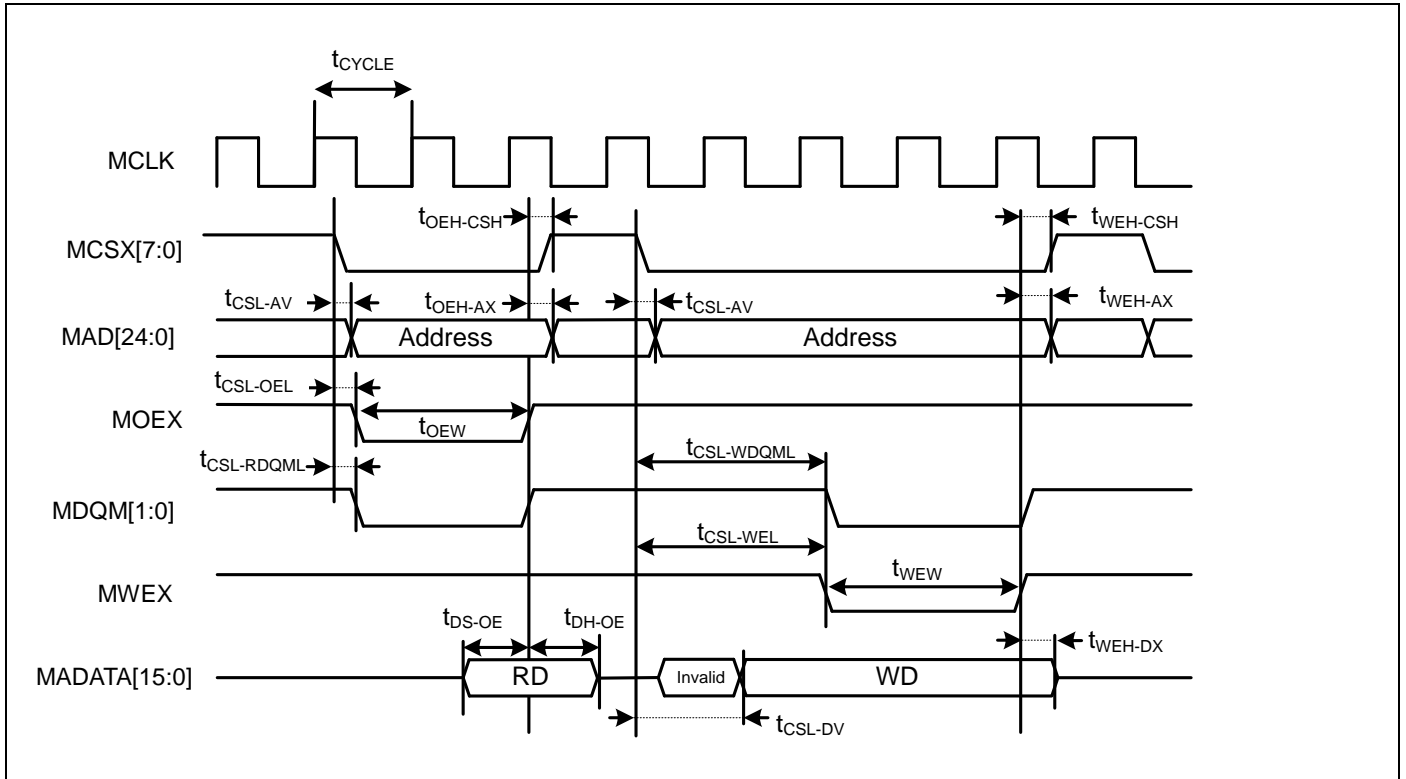 tCYCLE
MCLK
tOEH-CSH
tWEH-CSH
MCSX[7:0]
tCSL-AV
tOEH-AX
tCSL-AV
tWEH-AX
MAD[24:0]
Address
Address
tCSL-OEL
MOEX
tOEW
tCSL-WDQML
tCSL-RDQML
MDQM[1:0]
tCSL-WEL
tWEW
MWEX
tDS-OE
tDH-OE
tWEH-DX
MADATA[15:0]
RD
Invalid
WD
tCSL-DV